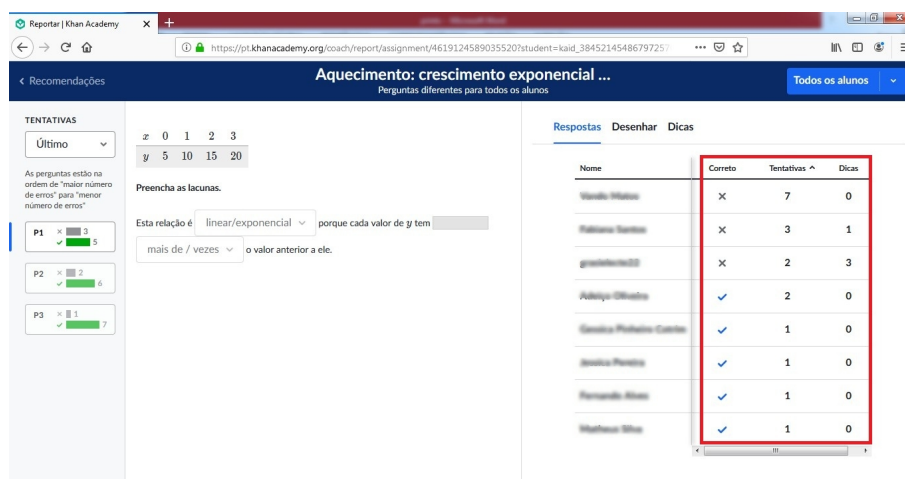 Reportar | Khan Academy
https://pt.khanacademy.org/coach/report/assignment/4619124589035520?student=kaid_38452145486797257
< Recomendações
Aquecimento: crescimento exponencial ...
Perguntas diferentes para todos os alunos
Todos os alunos
TENTATIVAS
Último
As perguntas estão na
ordem de "maior número
de erros" para "menor
número de erros"
P1 × 3
✓ 5
P2 × 2
✓ 6
P3 × 1
✓ 7
x 0 1 2 3
y 5 10 15 20
Preencha as lacunas.
Esta relação é linear/exponencial porque cada valor de y tem
mais de / vezes o valor anterior a ele.
Respostas Desenhar Dicas
Nome Correto Tentativas ^ Dicas
× 7 0
× 3 1
× 2 3
✓ 2 0
✓ 1 0
✓ 1 0
✓ 1 0
✓ 1 0